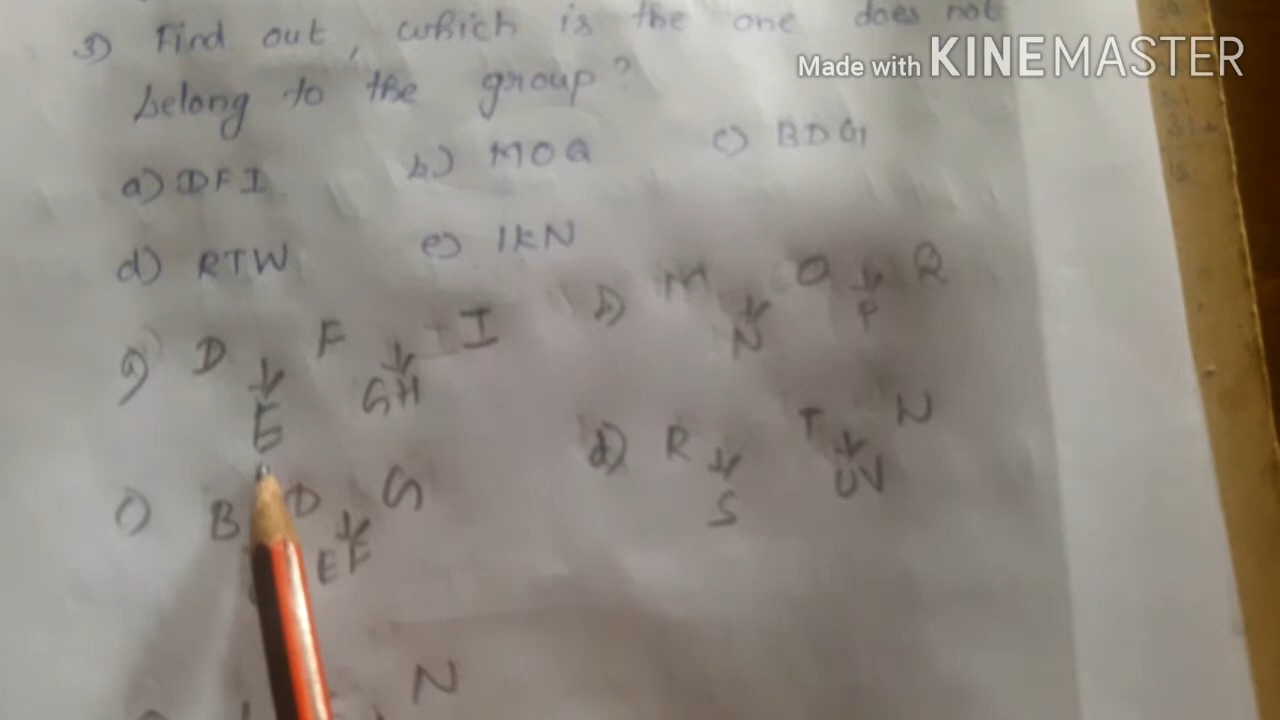 3) Find out, which is the one does not
Made with KINEMASTER
belong to the group?
a) DFI b.) MOQ c) BDG
d) RTW e) IKN
a) D F I b) M O Q
E GH N P
c) B D G d) R T W
EF S UV
N